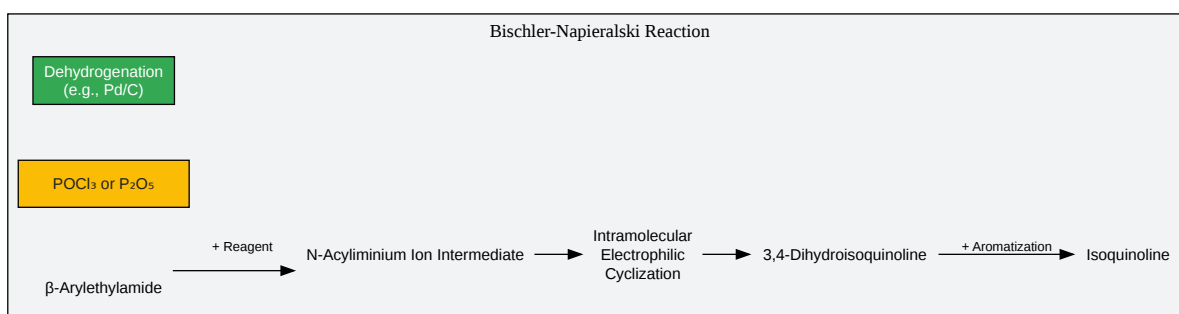 Bischler-Napieralski Reaction
Dehydrogenation
(e.g., Pd/C)
POCl₃ or P₂O₅
β-Arylethylamide
+ Reagent
N-Acyliminium Ion Intermediate
Intramolecular
Electrophilic
Cyclization
3,4-Dihydroisoquinoline
+ Aromatization
Isoquinoline